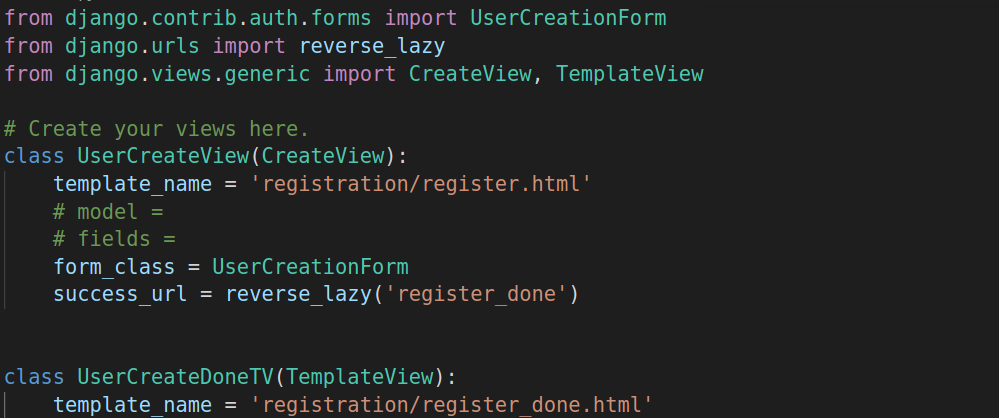 from django.contrib.auth.forms import UserCreationForm
from django.urls import reverse_lazy
from django.views.generic import CreateView, TemplateView
# Create your views here.
class UserCreateView(CreateView):
    template_name = 'registration/register.html'
    # model =
    # fields =
    form_class = UserCreationForm
    success_url = reverse_lazy('register_done')
class UserCreateDoneTV(TemplateView):
    template_name = 'registration/register_done.html'